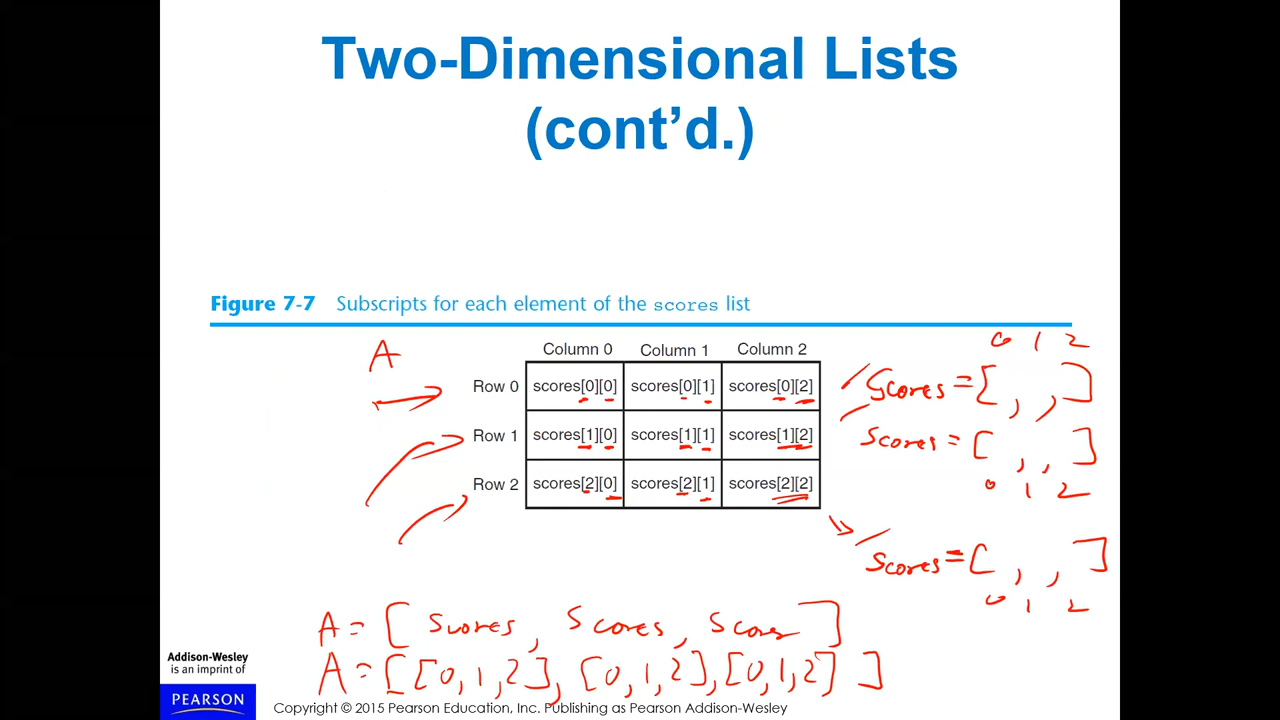 Two-Dimensional Lists
(cont’d.)
Figure 7-7 Subscripts for each element of the scores list
A
Column 0 Column 1 Column 2
Row 0 scores[0][0] scores[0][1] scores[0][2]
Row 1 scores[1][0] scores[1][1] scores[1][2]
Row 2 scores[2][0] scores[2][1] scores[2][2]
0 1 2
Scores = [ , , ]
Scores = [ , , ]
0 1 2
Scores = [ , , ]
0 1 2
A = [ Scores, Scores, Scores ]
A = [[0,1,2], [0,1,2], [0,1,2] ]
Addison-Wesley
is an imprint of
PEARSON
Copyright © 2015 Pearson Education, Inc. Publishing as Pearson Addison-Wesley